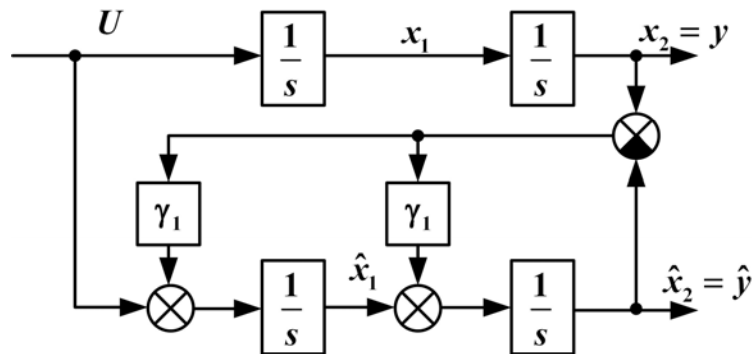 U
1
s
x₁
1
s
x₂ = y
γ₁
γ₁
1
s
x̂₁
1
s
x̂₂ = ŷ